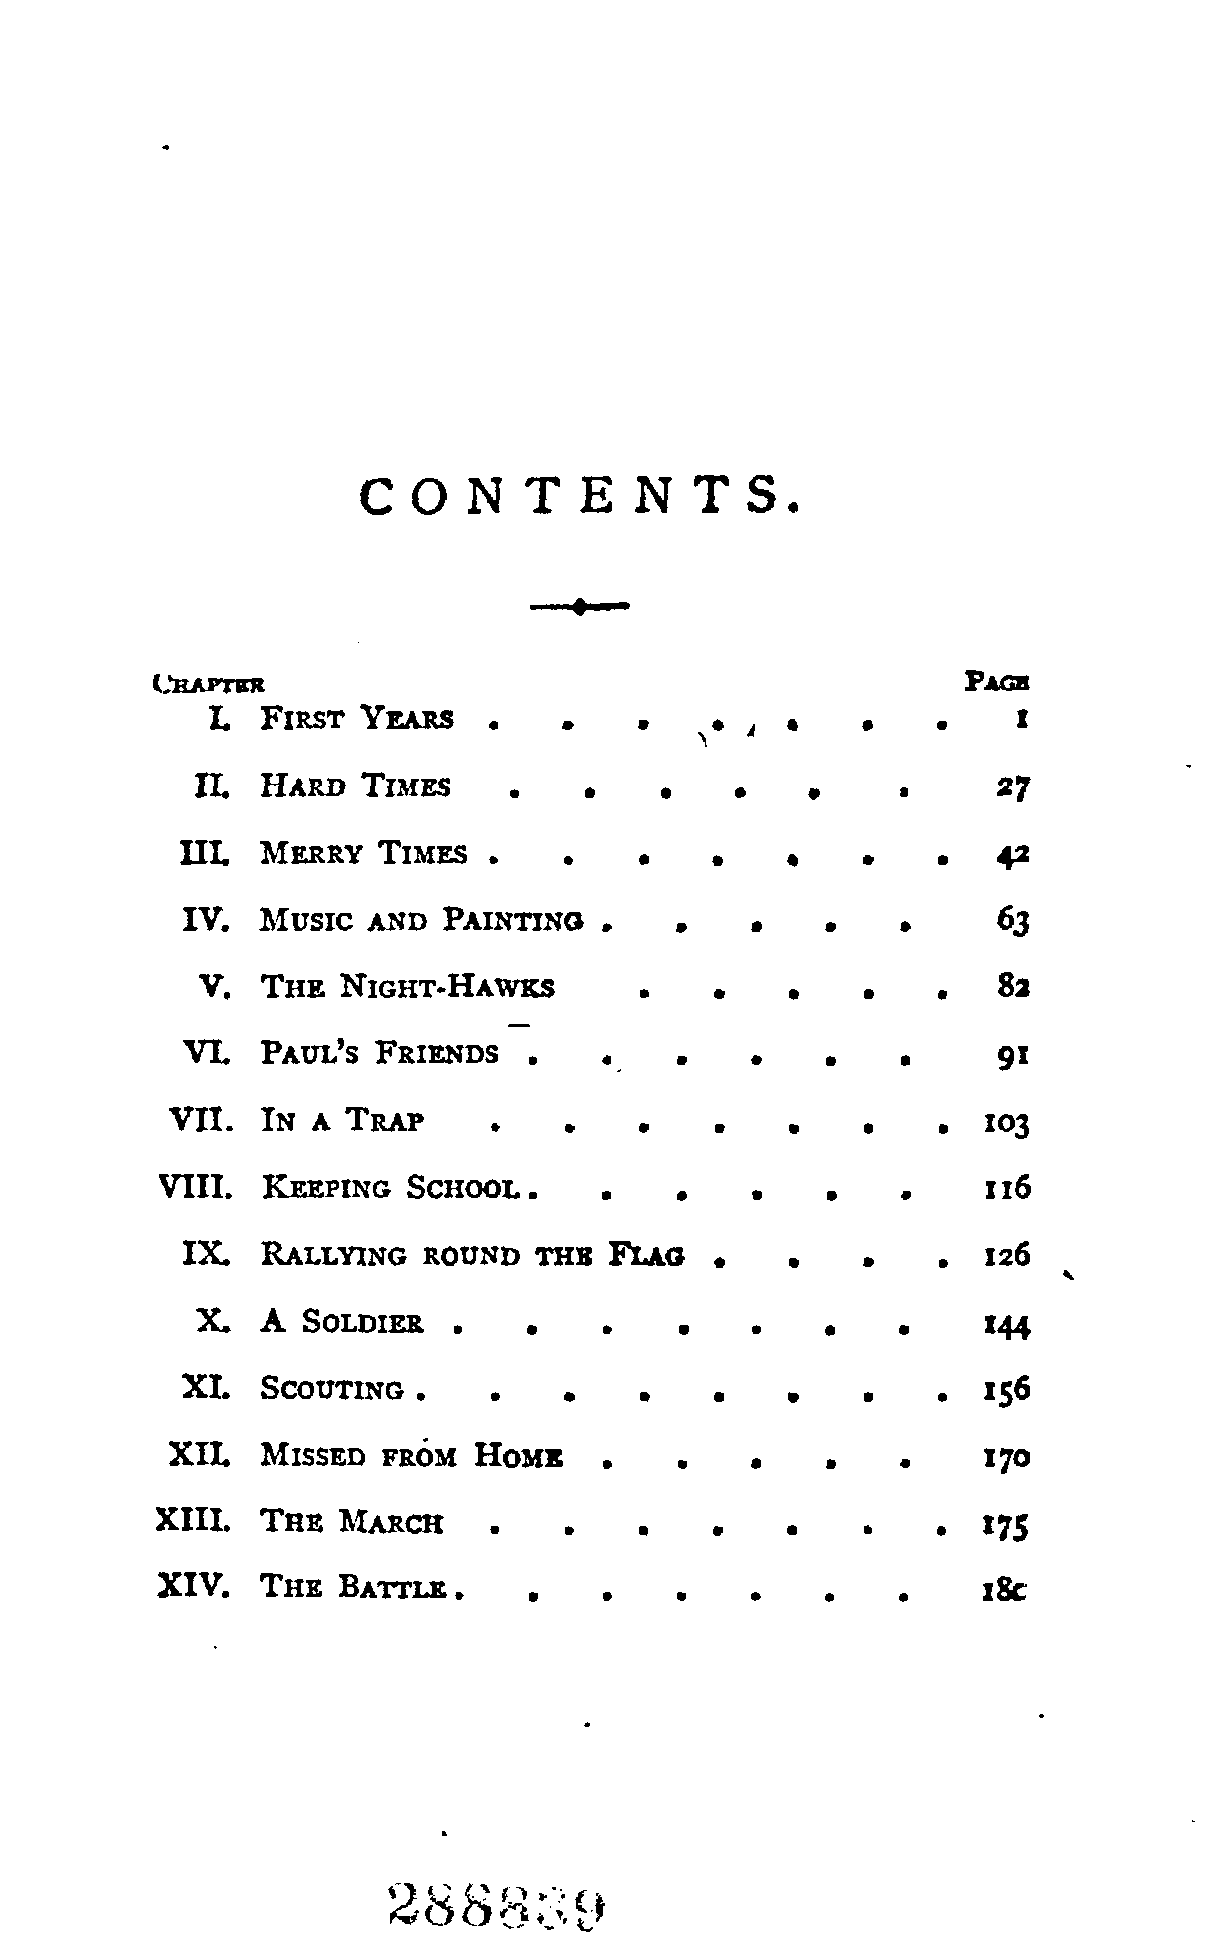 CONTENTS.
CHAPTER PAGE
I. FIRST YEARS . . . . . . . 1
II. HARD TIMES . . . . . . 27
III. MERRY TIMES . . . . . . . 42
IV. MUSIC AND PAINTING . . . . . 63
V. THE NIGHT-HAWKS . . . . . 82
VI. PAUL'S FRIENDS . . . . . . 91
VII. IN A TRAP . . . . . . . 103
VIII. KEEPING SCHOOL . . . . . . 116
IX. RALLYING ROUND THE FLAG . . . . 126
X. A SOLDIER . . . . . . . 144
XI. SCOUTING . . . . . . . . 156
XII. MISSED FROM HOME . . . . . 170
XIII. THE MARCH . . . . . . . 175
XIV. THE BATTLE . . . . . . .
288839